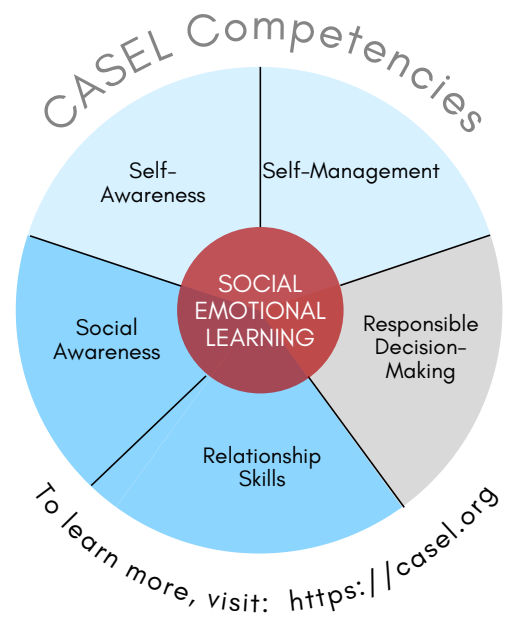 CASEL Competencies
Self-
Awareness
Self-Management
SOCIAL
EMOTIONAL
LEARNING
Social
Awareness
Responsible
Decision-
Making
Relationship
Skills
To learn more, visit: https://casel.org